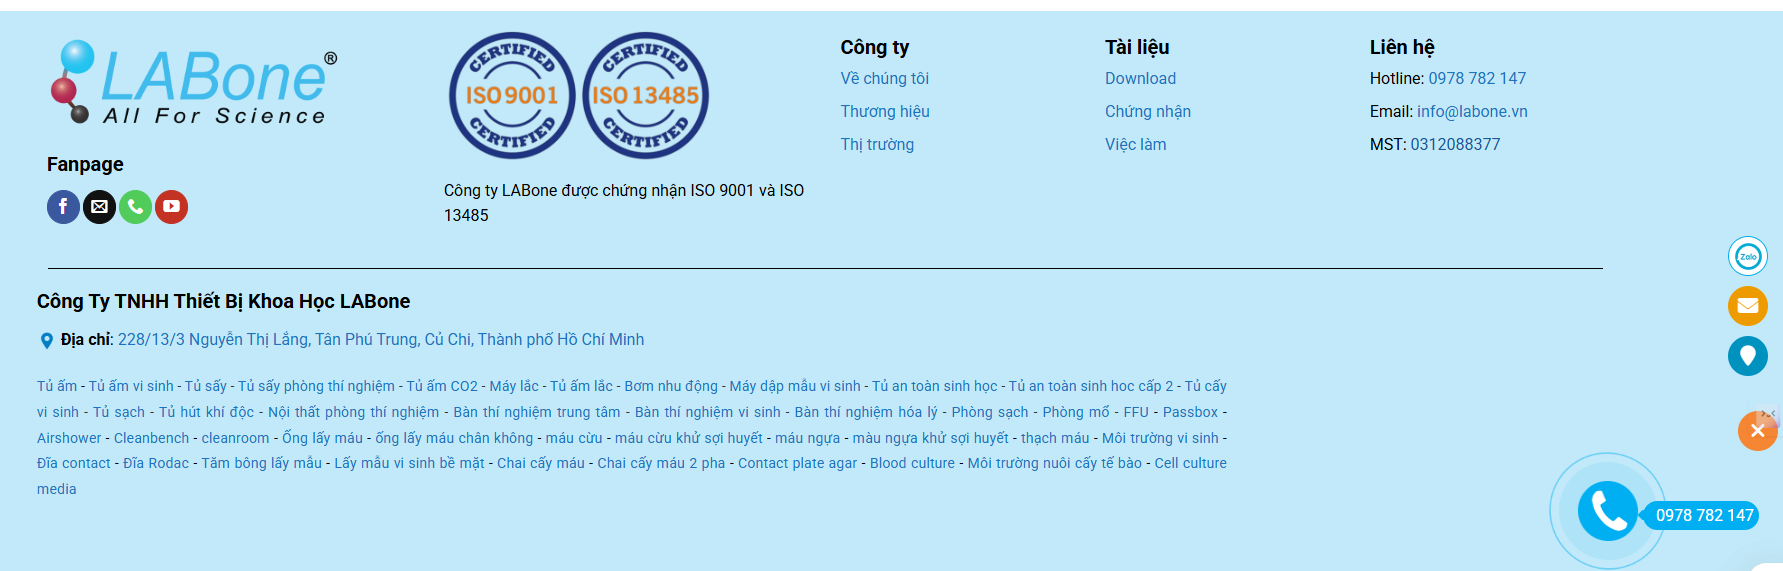 LABone®
All For Science
Fanpage
CERTIFIED
ISO 9001
CERTIFIED
CERTIFIED
ISO 13485
CERTIFIED
Công ty LABone được chứng nhận ISO 9001 và ISO
13485
Công ty
Về chúng tôi
Thương hiệu
Thị trường
Tài liệu
Download
Chứng nhận
Việc làm
Liên hệ
Hotline: 0978 782 147
Email: info@labone.vn
MST: 0312088377
Zalo
Công Ty TNHH Thiết Bị Khoa Học LABone
Địa chỉ: 228/13/3 Nguyễn Thị Lắng, Tân Phú Trung, Củ Chi, Thành phố Hồ Chí Minh
Tủ ấm - Tủ ấm vi sinh - Tủ sấy - Tủ sấy phòng thí nghiệm - Tủ ấm CO2 - Máy lắc - Tủ ấm lắc - Bơm nhu động - Máy dập mẫu vi sinh - Tủ an toàn sinh học - Tủ an toàn sinh hoc cấp 2 - Tủ cấy
vi sinh - Tủ sạch - Tủ hút khí độc - Nội thất phòng thí nghiệm - Bàn thí nghiệm trung tâm - Bàn thí nghiệm vi sinh - Bàn thí nghiệm hóa lý - Phòng sạch - Phòng mổ - FFU - Passbox -
Airshower - Cleanbench - cleanroom - Ống lấy máu - ống lấy máu chân không - máu cừu - máu cừu khử sợi huyết - máu ngựa - màu ngựa khử sợi huyết - thạch máu - Môi trường vi sinh -
Đĩa contact - Đĩa Rodac - Tăm bông lấy mẫu - Lấy mẫu vi sinh bề mặt - Chai cấy máu - Chai cấy máu 2 pha - Contact plate agar - Blood culture - Môi trường nuôi cấy tế bào - Cell culture
media
0978 782 147